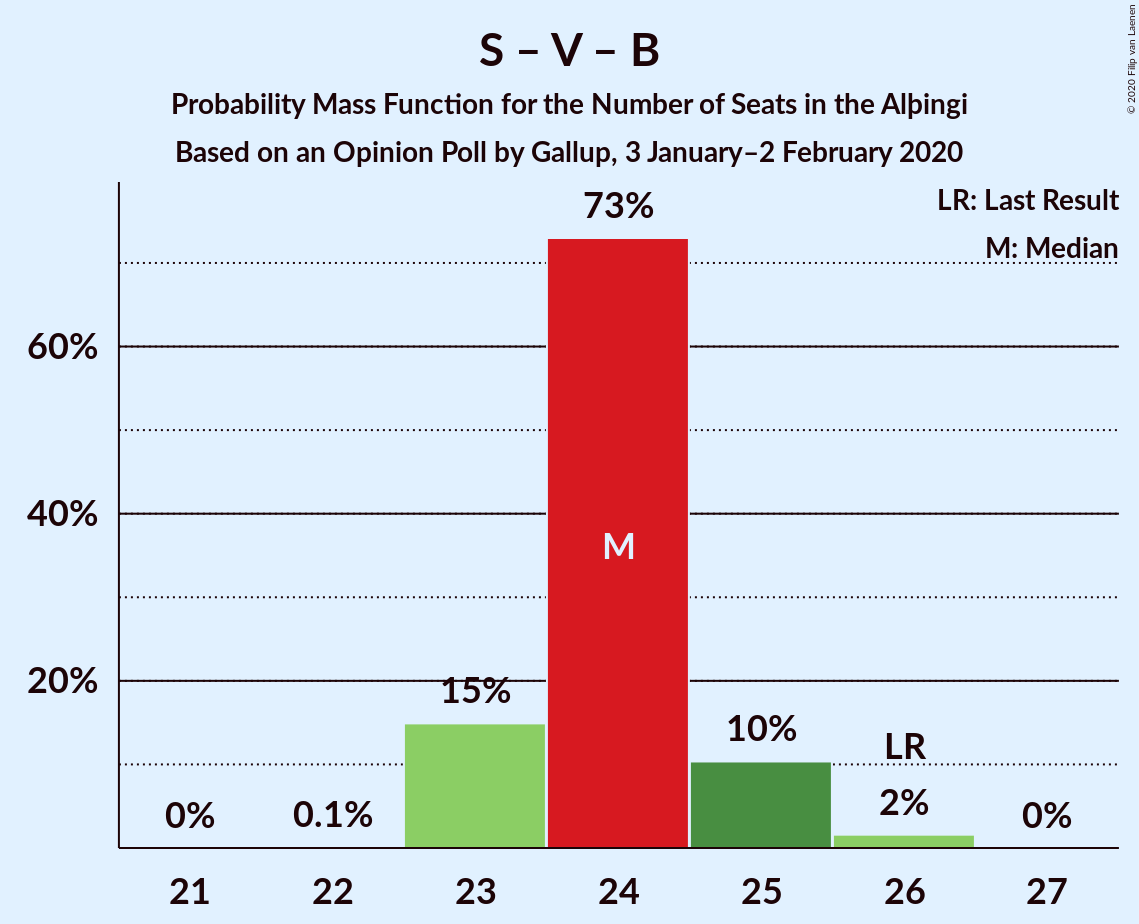 S – V – B
Probability Mass Function for the Number of Seats in the Alþingi
Based on an Opinion Poll by Gallup, 3 January–2 February 2020
© 2020 Filip van Laenen
LR: Last Result
M: Median
73%
60%
40%
M
20%
15%
10%
LR
2%
0%
0.1%
0%
21 22 23 24 25 26 27